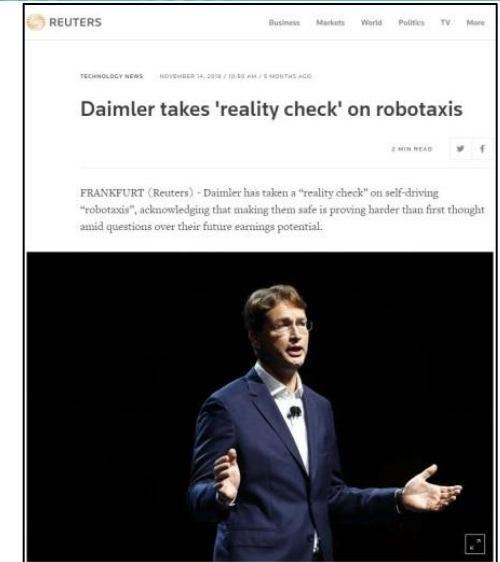 REUTERS
Business Markets World Politics TV More
TECHNOLOGY NEWS NOVEMBER 14, 2019 / 10:50 AM / 5 MONTHS AGO
Daimler takes 'reality check' on robotaxis
2 MIN READ
FRANKFURT (Reuters) - Daimler has taken a “reality check” on self-driving
“robotaxis”, acknowledging that making them safe is proving harder than first thought
amid questions over their future earnings potential.